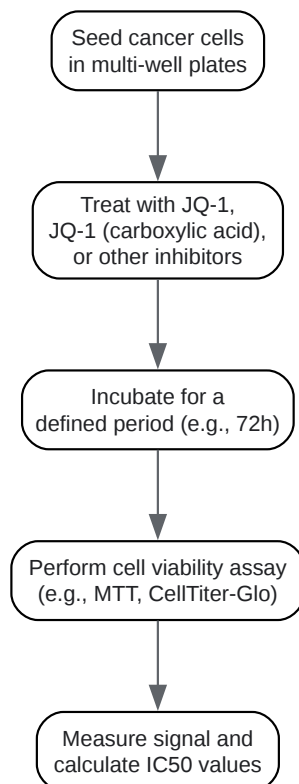 Seed cancer cells
in multi-well plates
Treat with JQ-1,
JQ-1 (carboxylic acid),
or other inhibitors
Incubate for a
defined period (e.g., 72h)
Perform cell viability assay
(e.g., MTT, CellTiter-Glo)
Measure signal and
calculate IC50 values